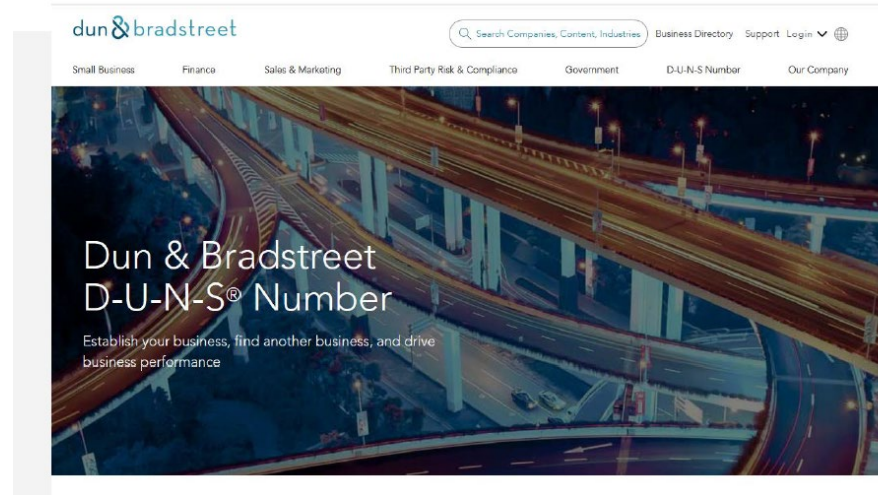 dun & bradstreet
Search Companies, Content, Industries
Business Directory
Support
Login
Small Business
Finance
Sales & Marketing
Third Party Risk & Compliance
Government
D-U-N-S Number
Our Company
Dun & Bradstreet
D-U-N-S® Number
Establish your business, find another business, and drive
business performance